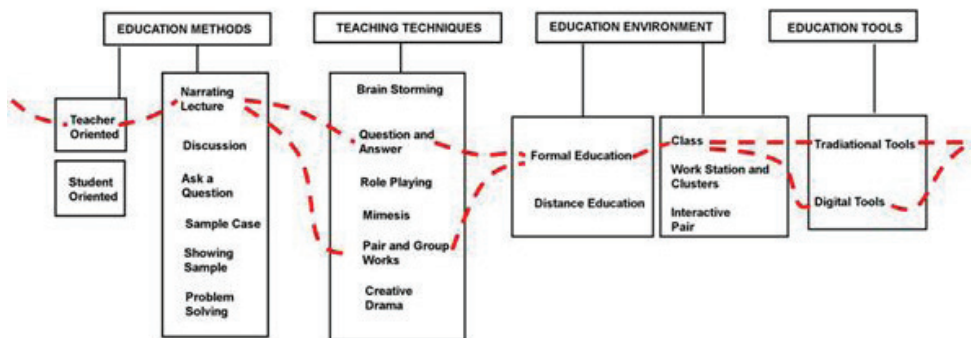 EDUCATION METHODS
TEACHING TECHNIQUES
EDUCATION ENVIRONMENT
EDUCATION TOOLS
Teacher
Oriented
Student
Oriented
Narrating
Lecture
Discussion
Ask a
Question
Sample Case
Showing
Sample
Problem
Solving
Brain Storming
Question and
Answer
Role Playing
Mimesis
Pair and Group
Works
Creative
Drama
Formal Education
Distance Education
Class
Work Station and
Clusters
Interactive
Pair
Tradiational Tools
Digital Tools